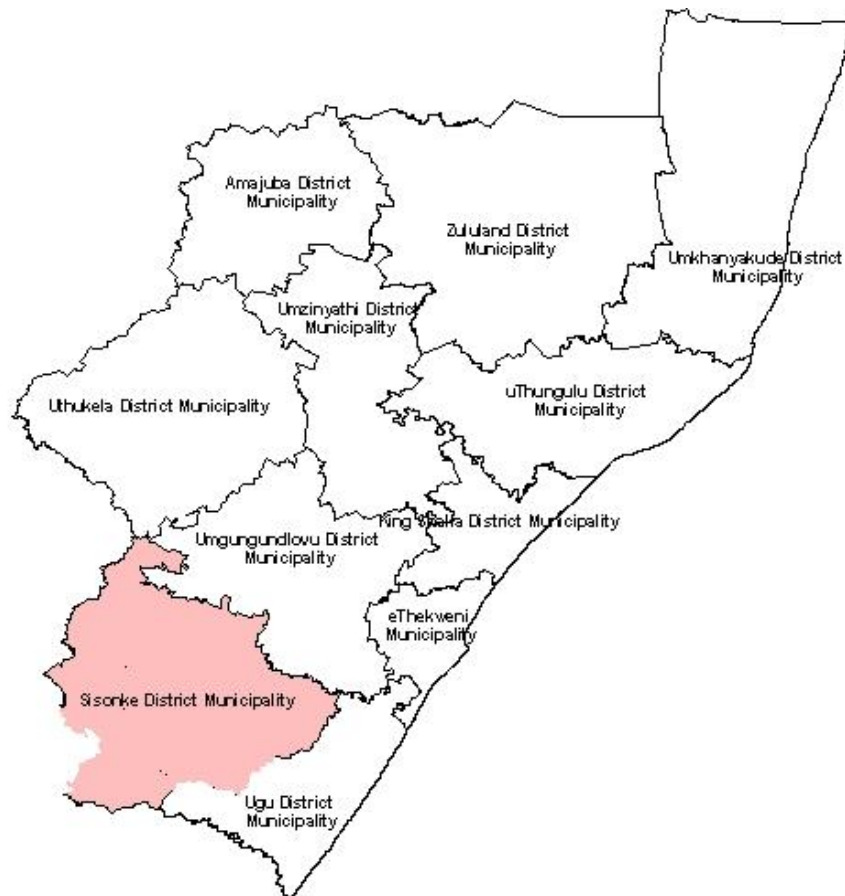 Amajuba District
Municipality
Zululand District
Municipality
Umkhanyakude District
Municipality
Umzinyathi District
Municipality
Uthukela District Municipality
uThungulu District
Municipality
King Shaka District Municipality
Umgungundlovu District
Municipality
eThekweni
Municipality
Sisonke District Municipality
Ugu District
Municipality